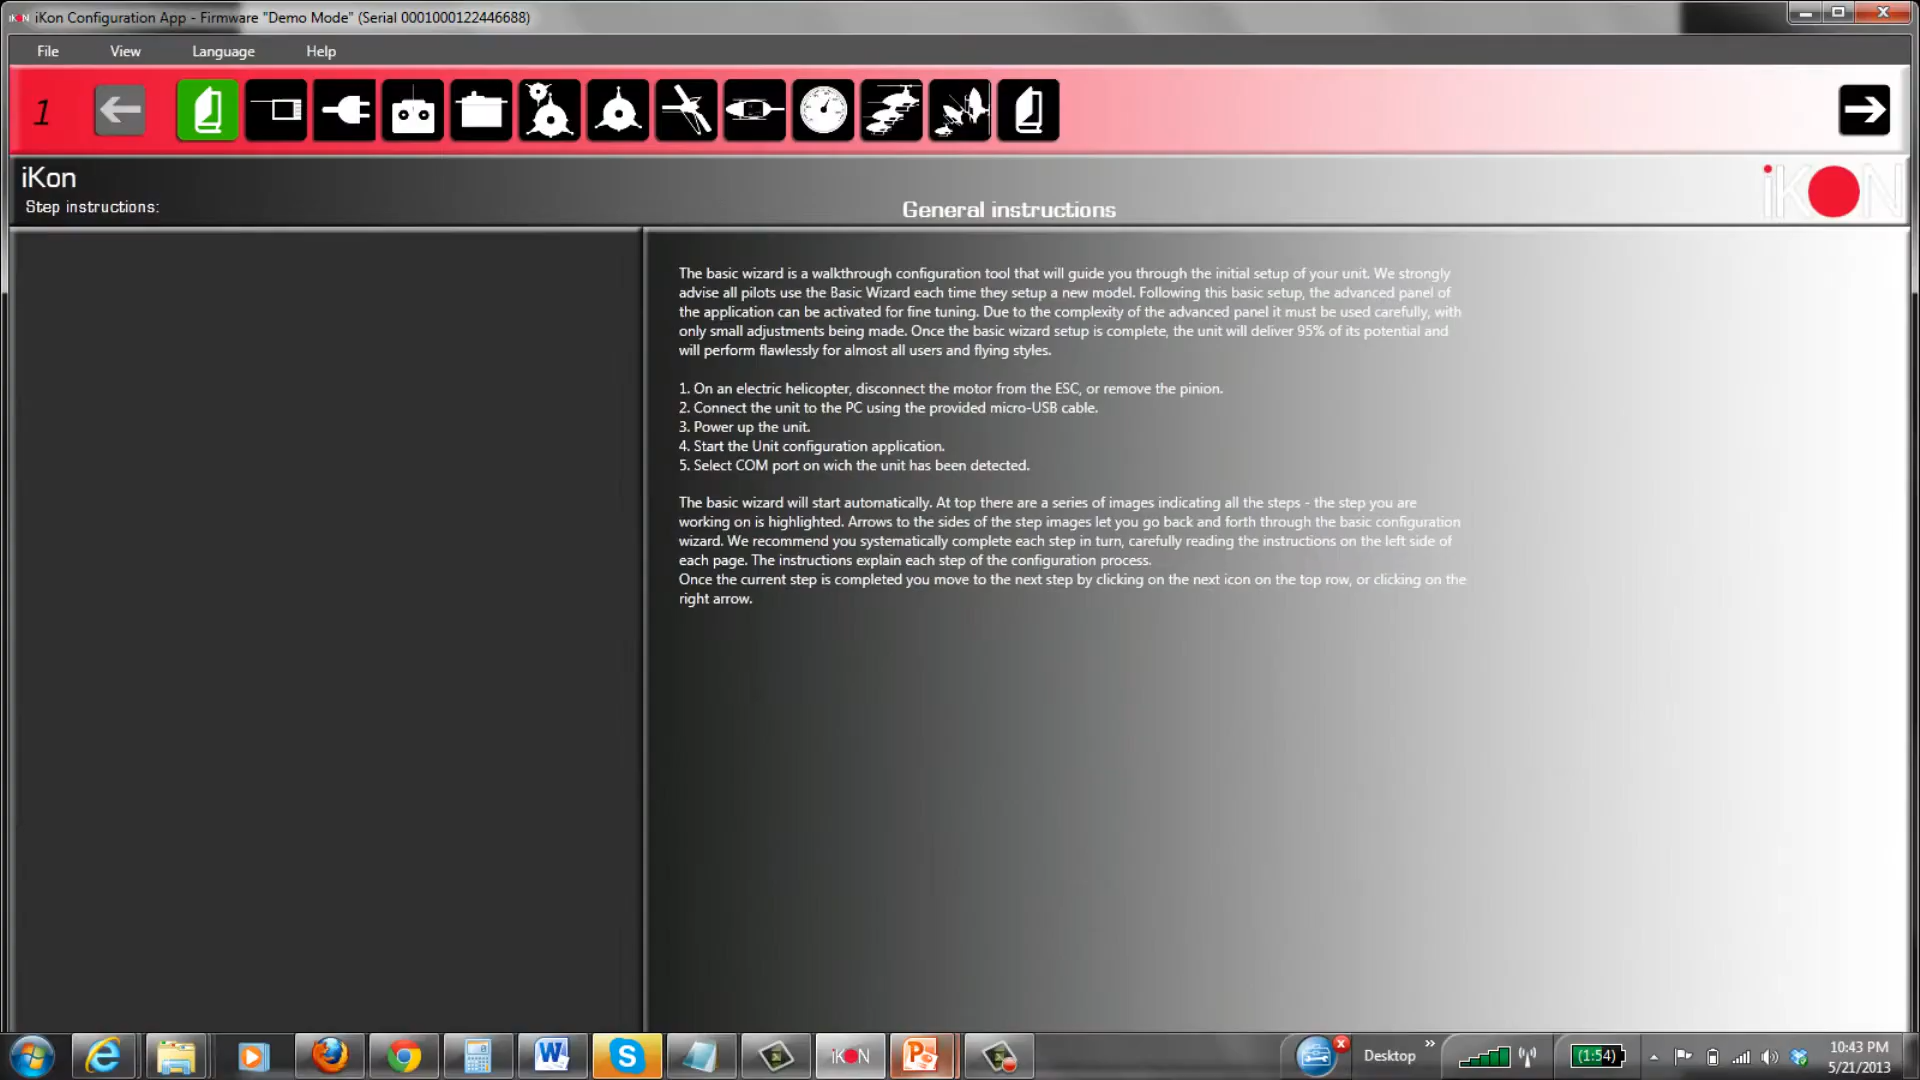 iKon Configuration App - Firmware "Demo Mode" (Serial 0001000122446688)
File View Language Help
1
iKon
Step instructions:
General instructions
iKON
The basic wizard is a walkthrough configuration tool that will guide you through the initial setup of your unit. We strongly
advise all pilots use the Basic Wizard each time they setup a new model. Following this basic setup, the advanced panel of
the application can be activated for fine tuning. Due to the complexity of the advanced panel it must be used carefully, with
only small adjustments being made. Once the basic wizard setup is complete, the unit will deliver 95% of its potential and
will perform flawlessly for almost all users and flying styles.
1. On an electric helicopter, disconnect the motor from the ESC, or remove the pinion.
2. Connect the unit to the PC using the provided micro-USB cable.
3. Power up the unit.
4. Start the Unit configuration application.
5. Select COM port on wich the unit has been detected.
The basic wizard will start automatically. At top there are a series of images indicating all the steps - the step you are
working on is highlighted. Arrows to the sides of the step images let you go back and forth through the basic configuration
wizard. We recommend you systematically complete each step in turn, carefully reading the instructions on the left side of
each page. The instructions explain each step of the configuration process.
Once the current step is completed you move to the next step by clicking on the next icon on the top row, or clicking on the
right arrow.
iKON
Desktop
(1:54)
10:43 PM
5/21/2013